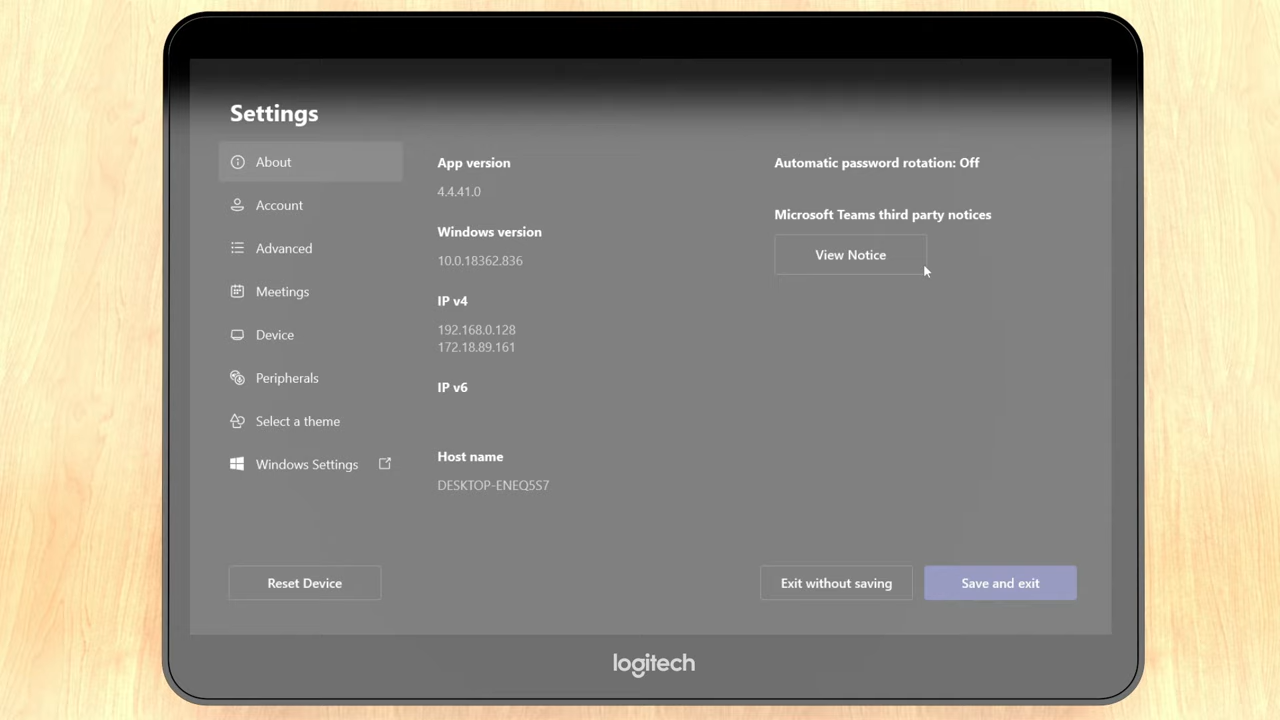 Settings
About
Account
Advanced
Meetings
Device
Peripherals
Select a theme
Windows Settings
App version
4.4.41.0
Windows version
10.0.18362.836
IP v4
192.168.0.128
172.18.89.161
IP v6
Host name
DESKTOP-ENEQ5S7
Automatic password rotation: Off
Microsoft Teams third party notices
View Notice
Reset Device
Exit without saving
Save and exit
logitech